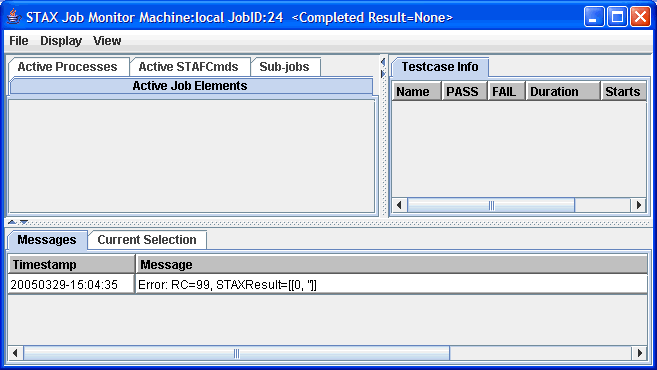 STAX Job Monitor Machine:local JobID:24 <Completed Result=None>
File Display View
Active Processes Active STAFCmds Sub-jobs
Active Job Elements
Testcase Info
Name PASS FAIL Duration Starts
Messages Current Selection
Timestamp Message
20050329-15:04:35 Error: RC=99, STAXResult=[[0, '']]